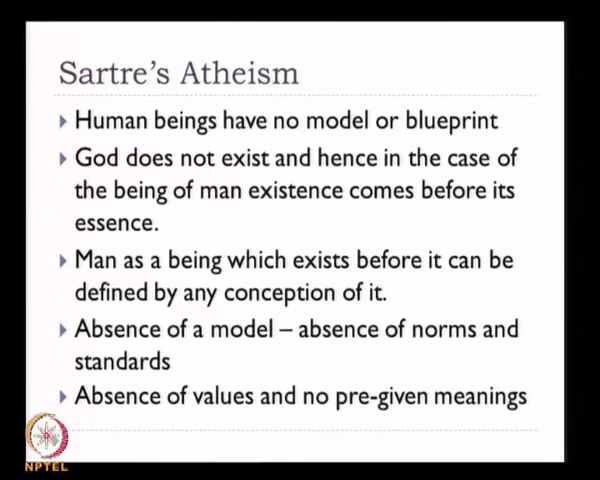 Sartre's Atheism
Human beings have no model or blueprint
God does not exist and hence in the case of
the being of man existence comes before its
essence.
Man as a being which exists before it can be
defined by any conception of it.
Absence of a model – absence of norms and
standards
Absence of values and no pre-given meanings
NPTEL